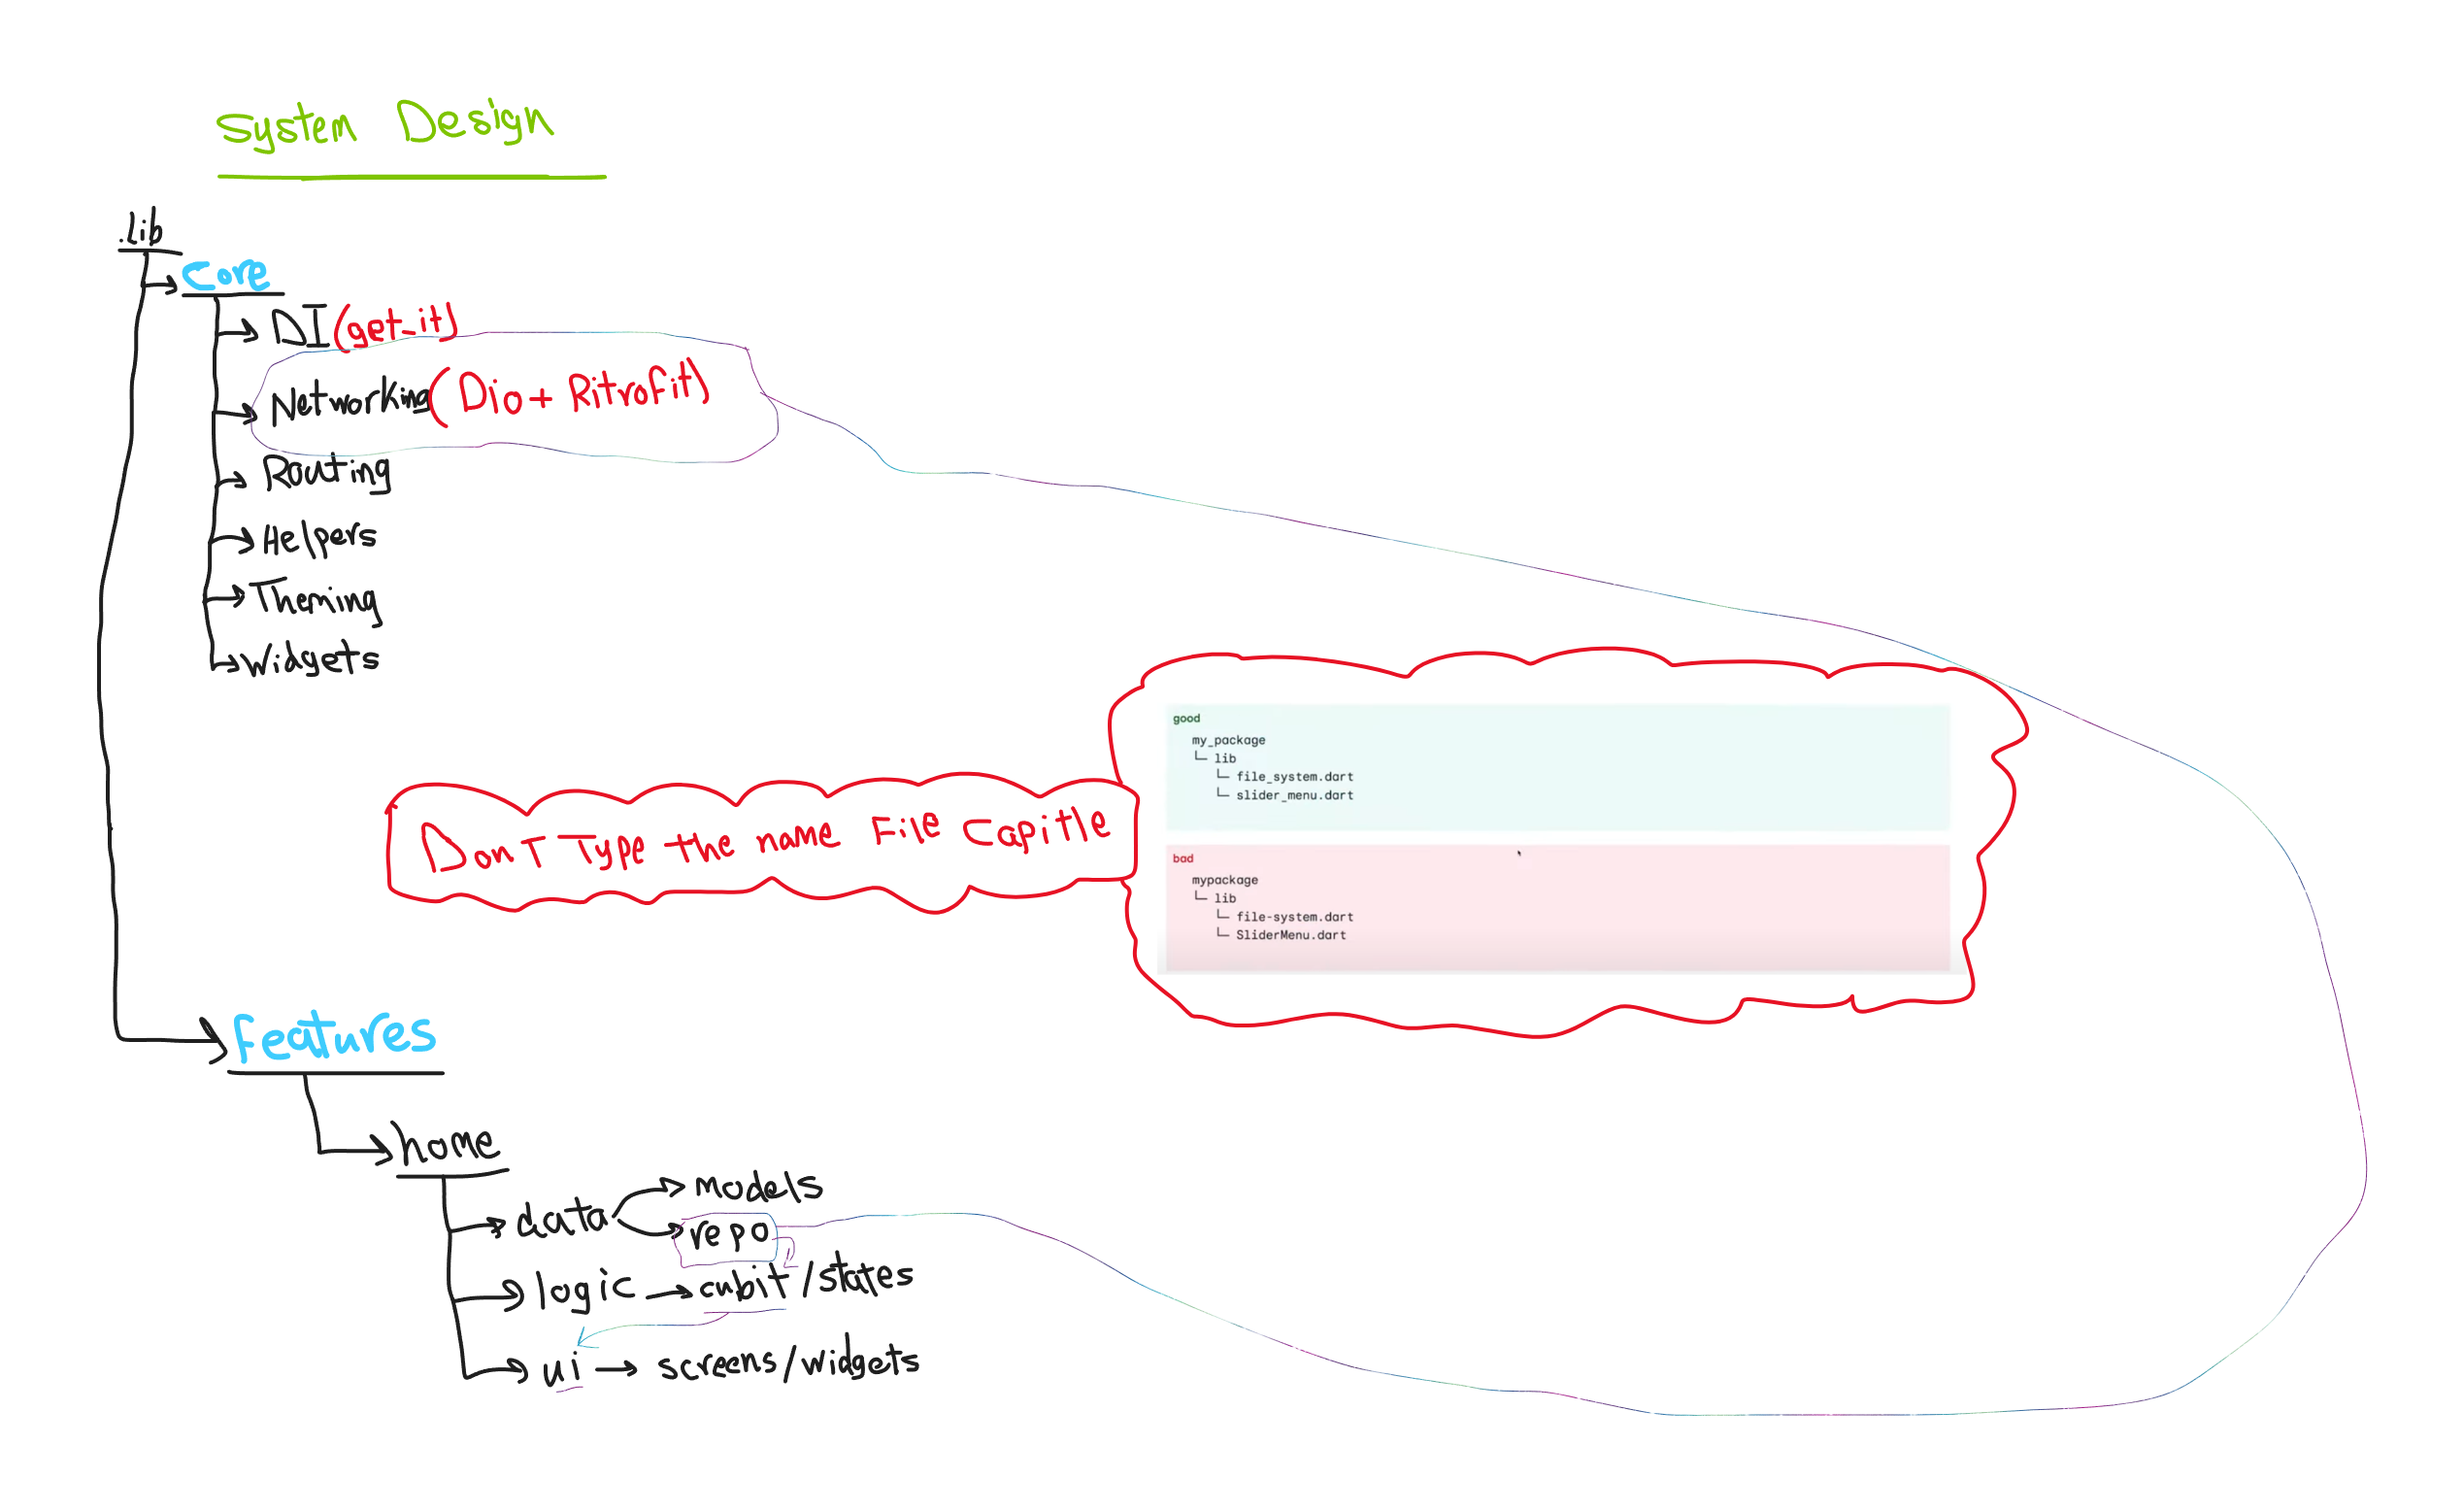 System Design
.Lib
Core
DI (get_it)
Networking (Dio + Ritrofit)
Routing
Helpers
Theming
Widgets
good
my_package
└─ lib
└─ file_system.dart
└─ slider_menu.dart
Don't Type the name File Capitle
bad
mypackage
└─ lib
└─ file-system.dart
└─ SliderMenu.dart
Features
home
data
models
repo
logic → cubit/states
ui → screens/widgets